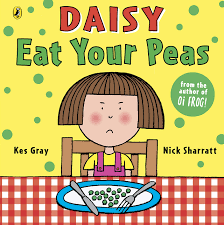 DAISY
Eat Your Peas
from the
author of
Oi FROG!
Kes Gray
Nick Sharratt